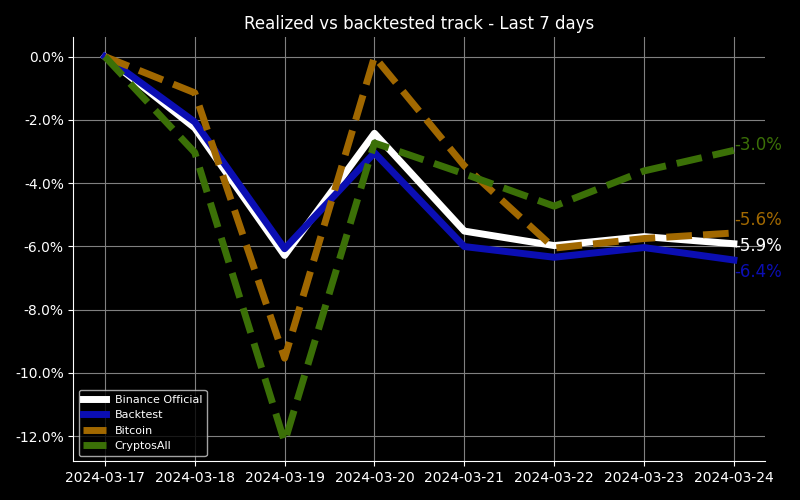 Realized vs backtested track - Last 7 days
0.0%
-2.0%
-4.0%
-6.0%
-8.0%
-10.0%
-12.0%
-3.0%
-5.6%
-5.9%
-6.4%
Binance Official
Backtest
Bitcoin
CryptosAll
2024-03-17 2024-03-18 2024-03-19 2024-03-20 2024-03-21 2024-03-22 2024-03-23 2024-03-24